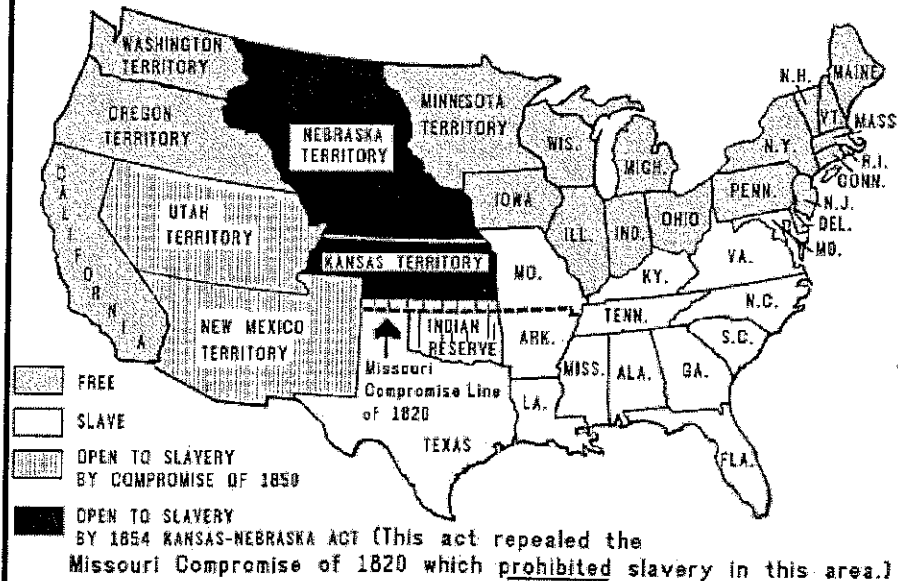 WASHINGTON
TERRITORY
OREGON
TERRITORY
CALIFORNIA
NEBRASKA
TERRITORY
MINNESOTA
TERRITORY
UTAH
TERRITORY
KANSAS TERRITORY
NEW MEXICO
TERRITORY
INDIAN
RESERVE
Missouri
Compromise Line
of 1820
TEXAS
IOWA
WIS.
MICH.
ILL.
IND.
OHIO
PENN.
N.Y.
N.H.
VT.
MAINE
MASS
R.I.
CONN.
N.J.
DEL.
MD.
VA.
KY.
MO.
N.C.
TENN.
S.C.
ARK.
MISS.
ALA.
GA.
LA.
FLA.
FREE
SLAVE
OPEN TO SLAVERY
BY COMPROMISE OF 1850
OPEN TO SLAVERY
BY 1854 KANSAS-NEBRASKA ACT (This act repealed the
Missouri Compromise of 1820 which prohibited slavery in this area.)